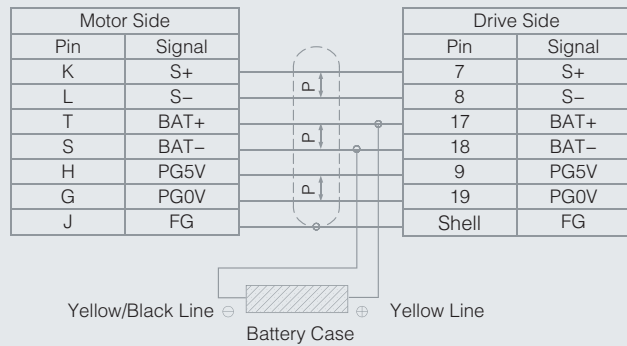 Motor Side Drive Side
Pin Signal Pin Signal
K S+ P 7 S+
L S− 8 S−
T BAT+ P 17 BAT+
S BAT− 18 BAT−
H PG5V P 9 PG5V
G PG0V 19 PG0V
J FG Shell FG
Yellow/Black Line ⊖ ⊕ Yellow Line
Battery Case